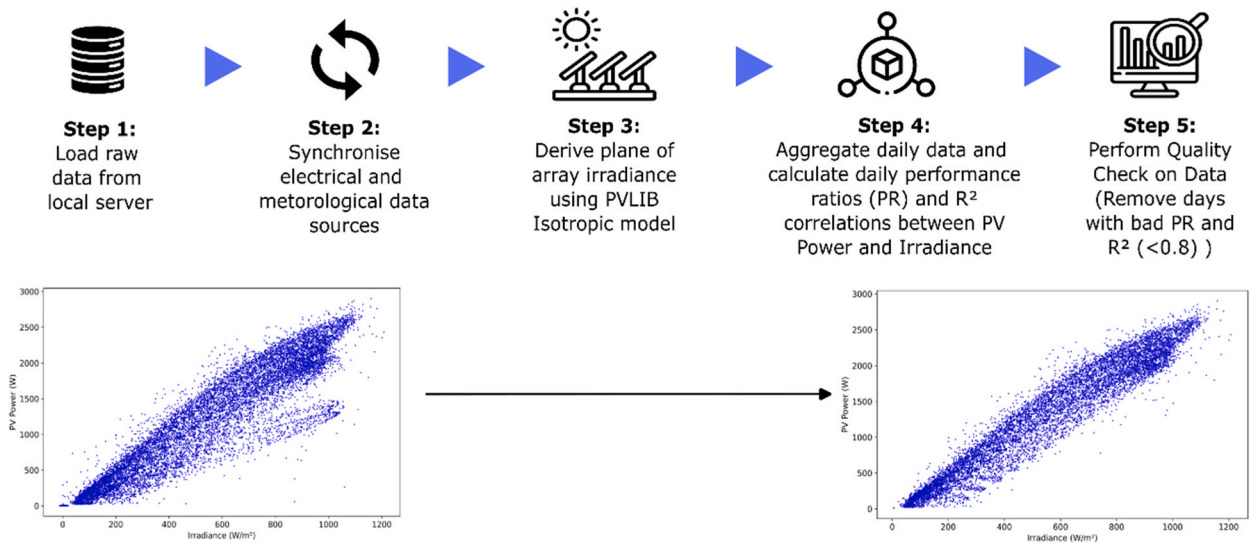 Step 1:
Load raw
data from
local server
Step 2:
Synchronise
electrical and
metorological data
sources
Step 3:
Derive plane of
array irradiance
using PVLIB
Isotropic model
Step 4:
Aggregate daily data and
calculate daily performance
ratios (PR) and R²
correlations between PV
Power and Irradiance
Step 5:
Perform Quality
Check on Data
(Remove days
with bad PR and
R² (<0.8) )
PV Power (W)
3000
2500
2000
1500
1000
500
0
0 200 400 600 800 1000 1200
Irradiance (W/m²)
PV Power (W)
3000
2500
2000
1500
1000
500
0
0 200 400 600 800 1000 1200
Irradiance (W/m²)